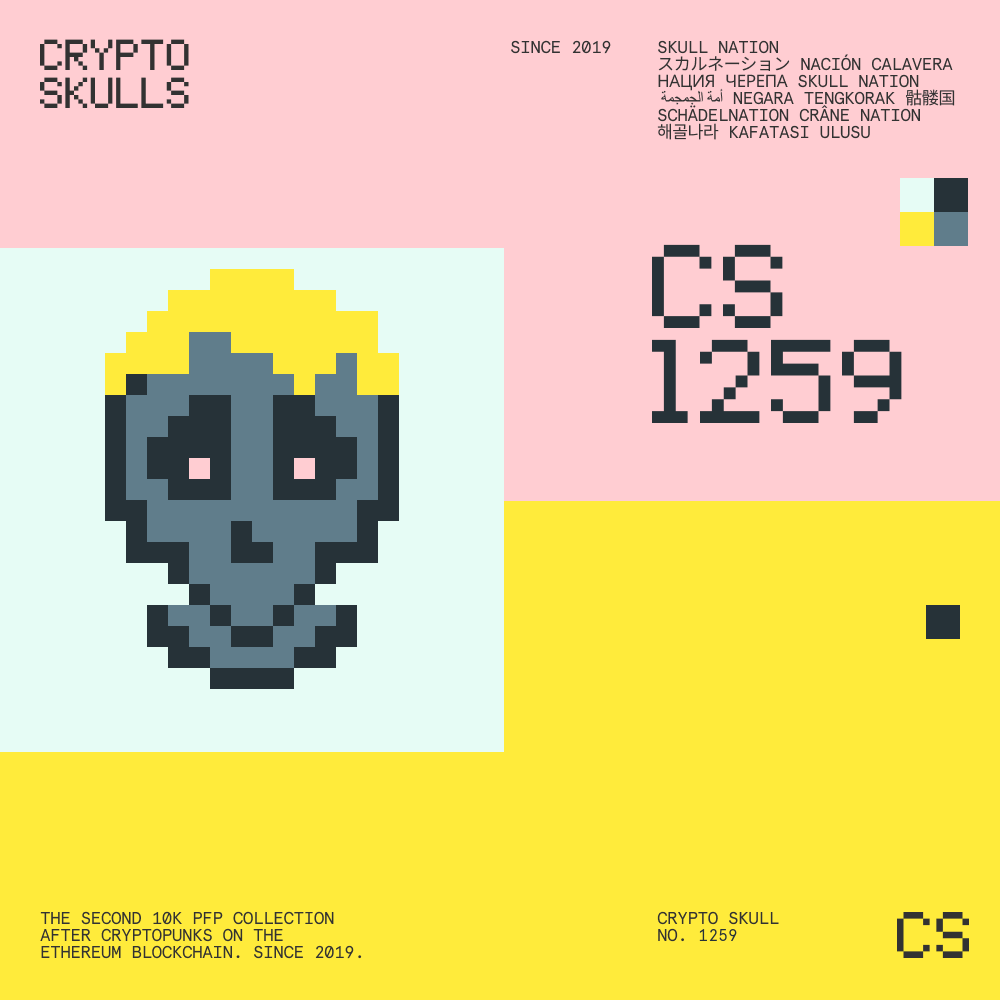 CRYPTO
SKULLS
SINCE 2019
SKULL NATION
スカルネーション NACIÓN CALAVERA
НАЦИЯ ЧЕРЕПА SKULL NATION
أمة الجمجمة NEGARA TENGKORAK 骷髅国
SCHÄDELNATION CRÂNE NATION
해골나라 KAFATASI ULUSU
CS
1259
THE SECOND 10K PFP COLLECTION
AFTER CRYPTOPUNKS ON THE
ETHEREUM BLOCKCHAIN. SINCE 2019.
CRYPTO SKULL
NO. 1259
CS